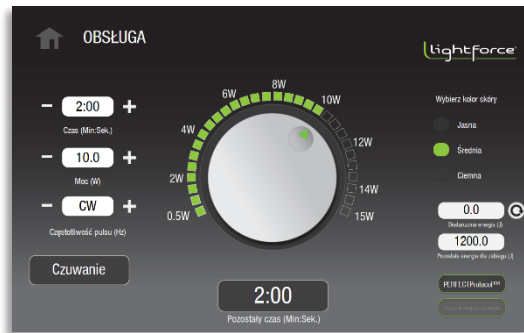 OBSŁUGA
lightforce
2:00
Czas (Min:Sek.)
10.0
Moc (W)
CW
Częstotliwość pulsu (Hz)
Czuwanie
0.5W
2W
4W
6W
8W
10W
12W
14W
15W
2:00
Pozostały czas (Min:Sek.)
Wybierz kolor skóry
Jasna
Średnia
Ciemna
0.0
Dostarczona energia (J)
1200.0
Pozostała energia dla zabiegu (J)
PERFECTProtocol™